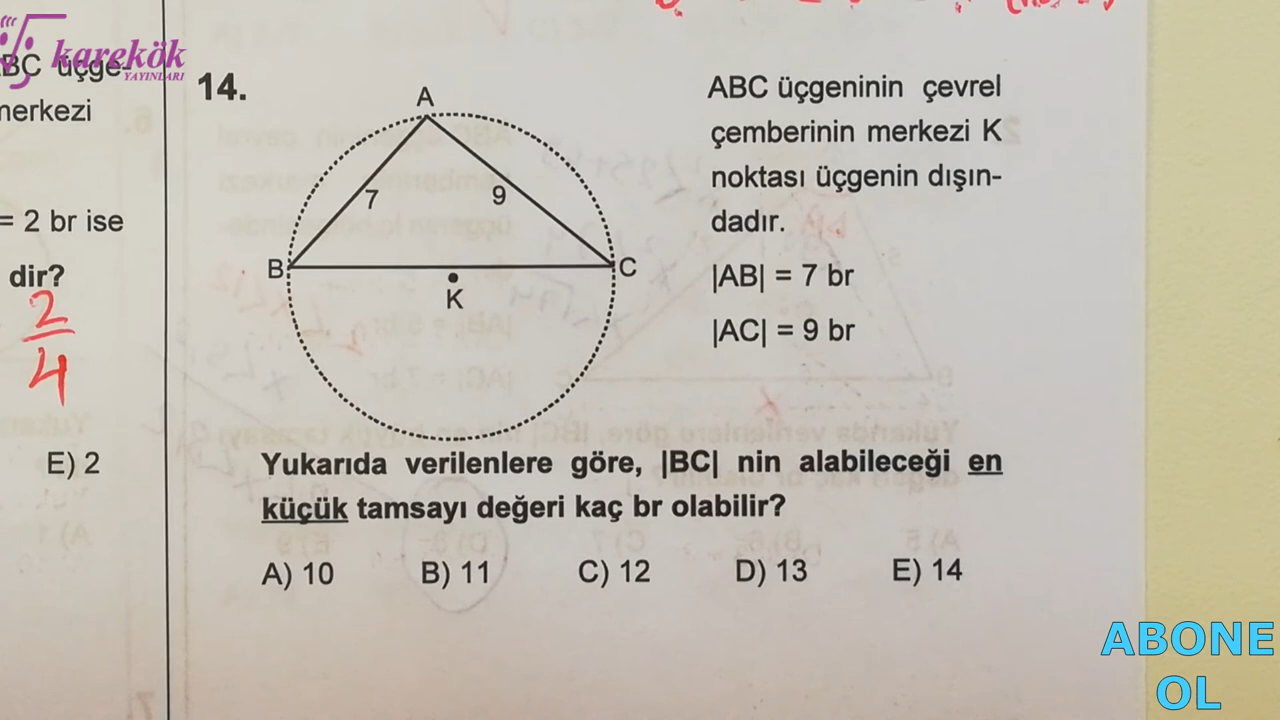 karekök
YAYINLARI
BC üçge-
merkezi
= 2 br ise
dir?
2
4
E) 2
14.
A
7
9
B
C
K
ABC üçgeninin çevrel
çemberinin merkezi K
noktası üçgenin dışın-
dadır.
|AB| = 7 br
|AC| = 9 br
Yukarıda verilenlere göre, |BC| nin alabileceği en
küçük tamsayı değeri kaç br olabilir?
A) 10 B) 11 C) 12 D) 13 E) 14
ABONE
OL